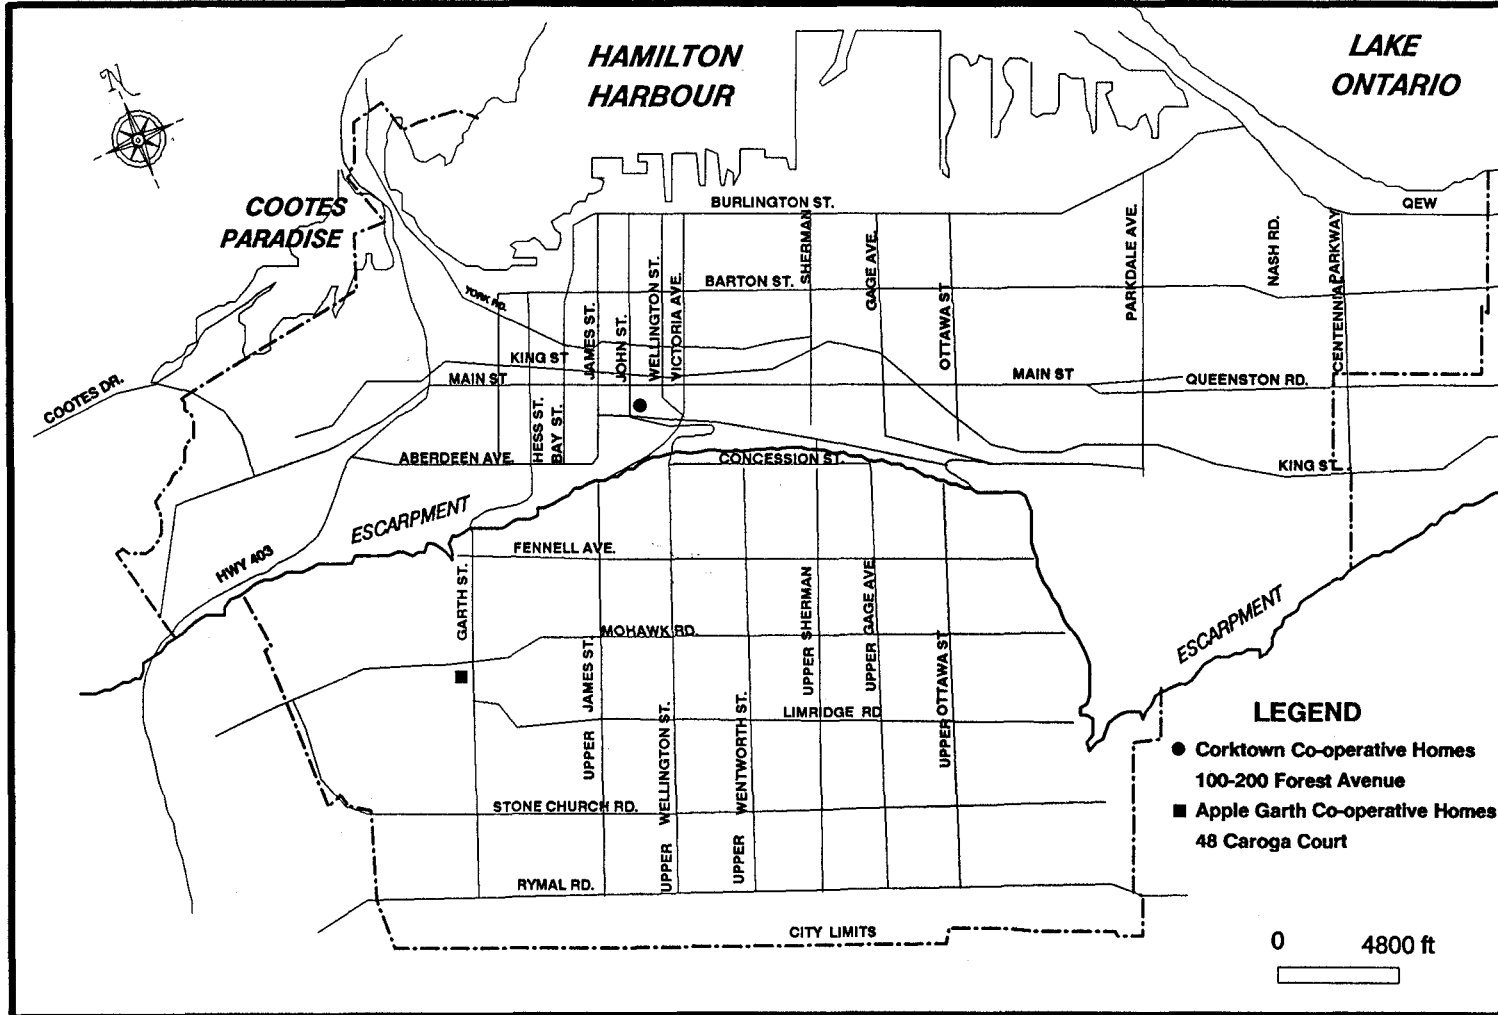 N
HAMILTON
HARBOUR
LAKE
ONTARIO
COOTES
PARADISE
BURLINGTON ST.
QEW
SHERMAN
GAGE AVE.
PARKDALE AVE.
NASH RD.
CENTENNIAL PARKWAY
BARTON ST.
YORK RD.
JAMES ST.
JOHN ST.
WELLINGTON ST.
VICTORIA AVE.
OTTAWA ST
KING ST
MAIN ST
MAIN ST
QUEENSTON RD.
COOTES DR.
HESS ST.
BAY ST.
ABERDEEN AVE.
CONCESSION ST.
KING ST.
ESCARPMENT
HWY 403
FENNELL AVE.
GARTH ST.
UPPER SHERMAN
UPPER GAGE AVE.
MOHAWK RD.
UPPER JAMES ST.
UPPER OTTAWA ST
ESCARPMENT
LIMRIDGE RD
UPPER WELLINGTON ST.
UPPER WENTWORTH ST.
STONE CHURCH RD.
RYMAL RD.
CITY LIMITS
LEGEND
Corktown Co-operative Homes
100-200 Forest Avenue
Apple Garth Co-operative Homes
48 Caroga Court
0 4800 ft